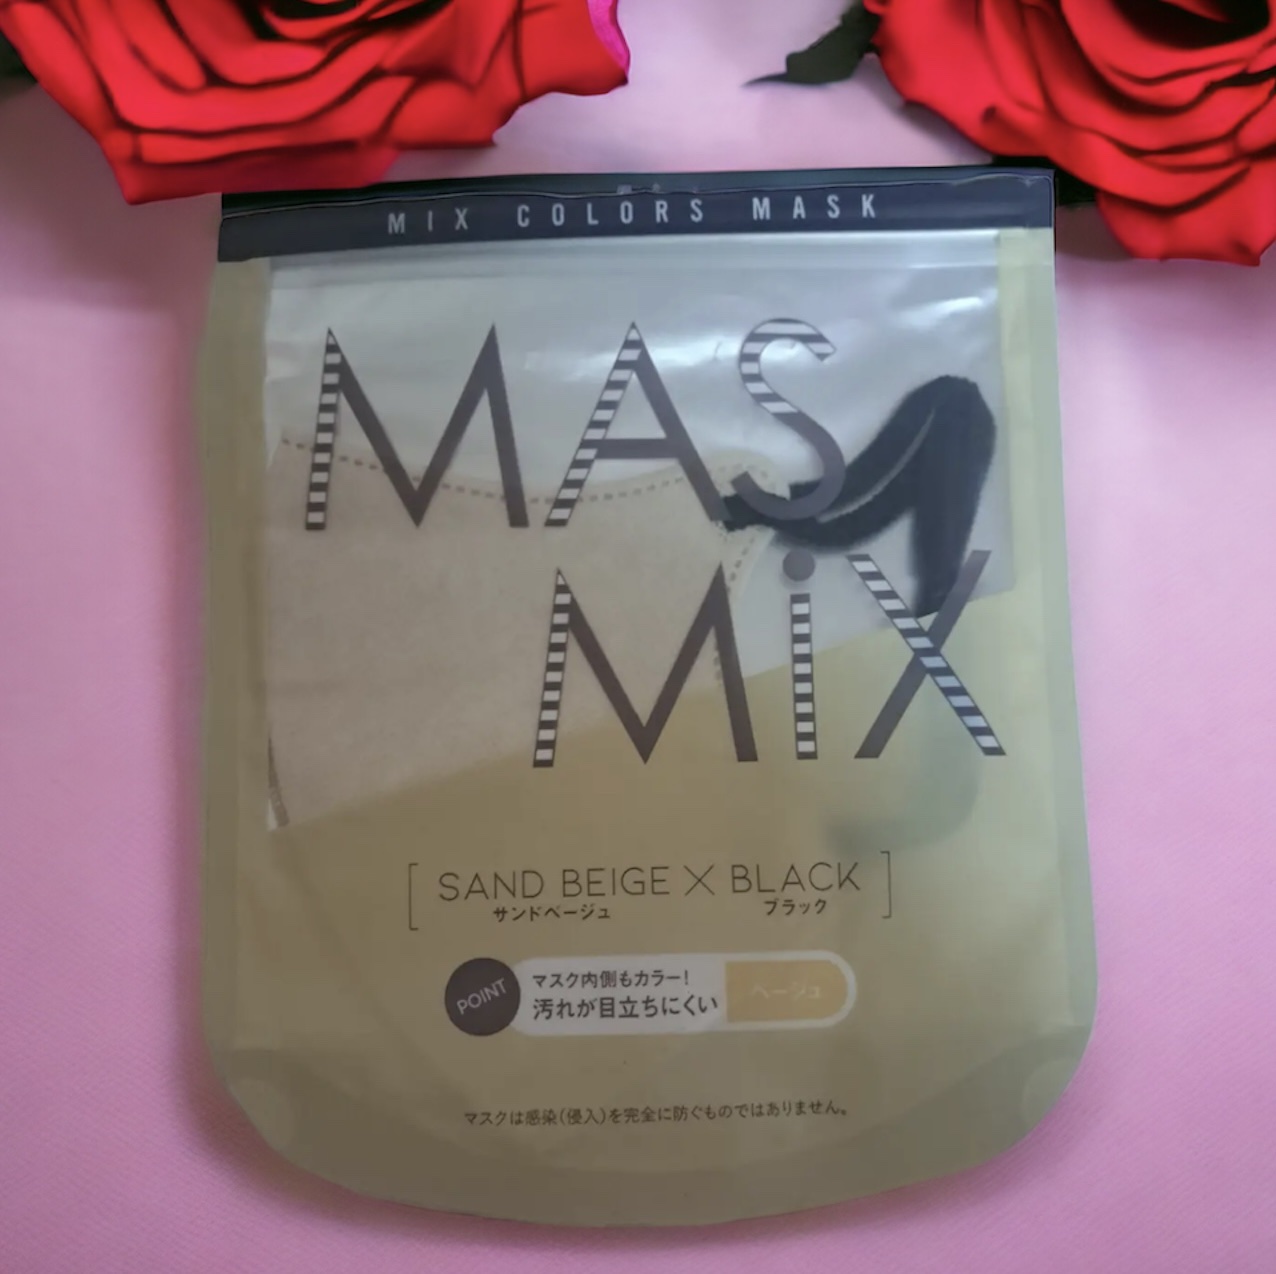 MIX COLORS MASK
MAS
MiX
[ SAND BEIGE X BLACK ]
サンドベージュ ブラック
POINT
マスク内側もカラー!
汚れが目立ちにくい
ベージュ
マスクは感染(侵入)を完全に防ぐものではありません。